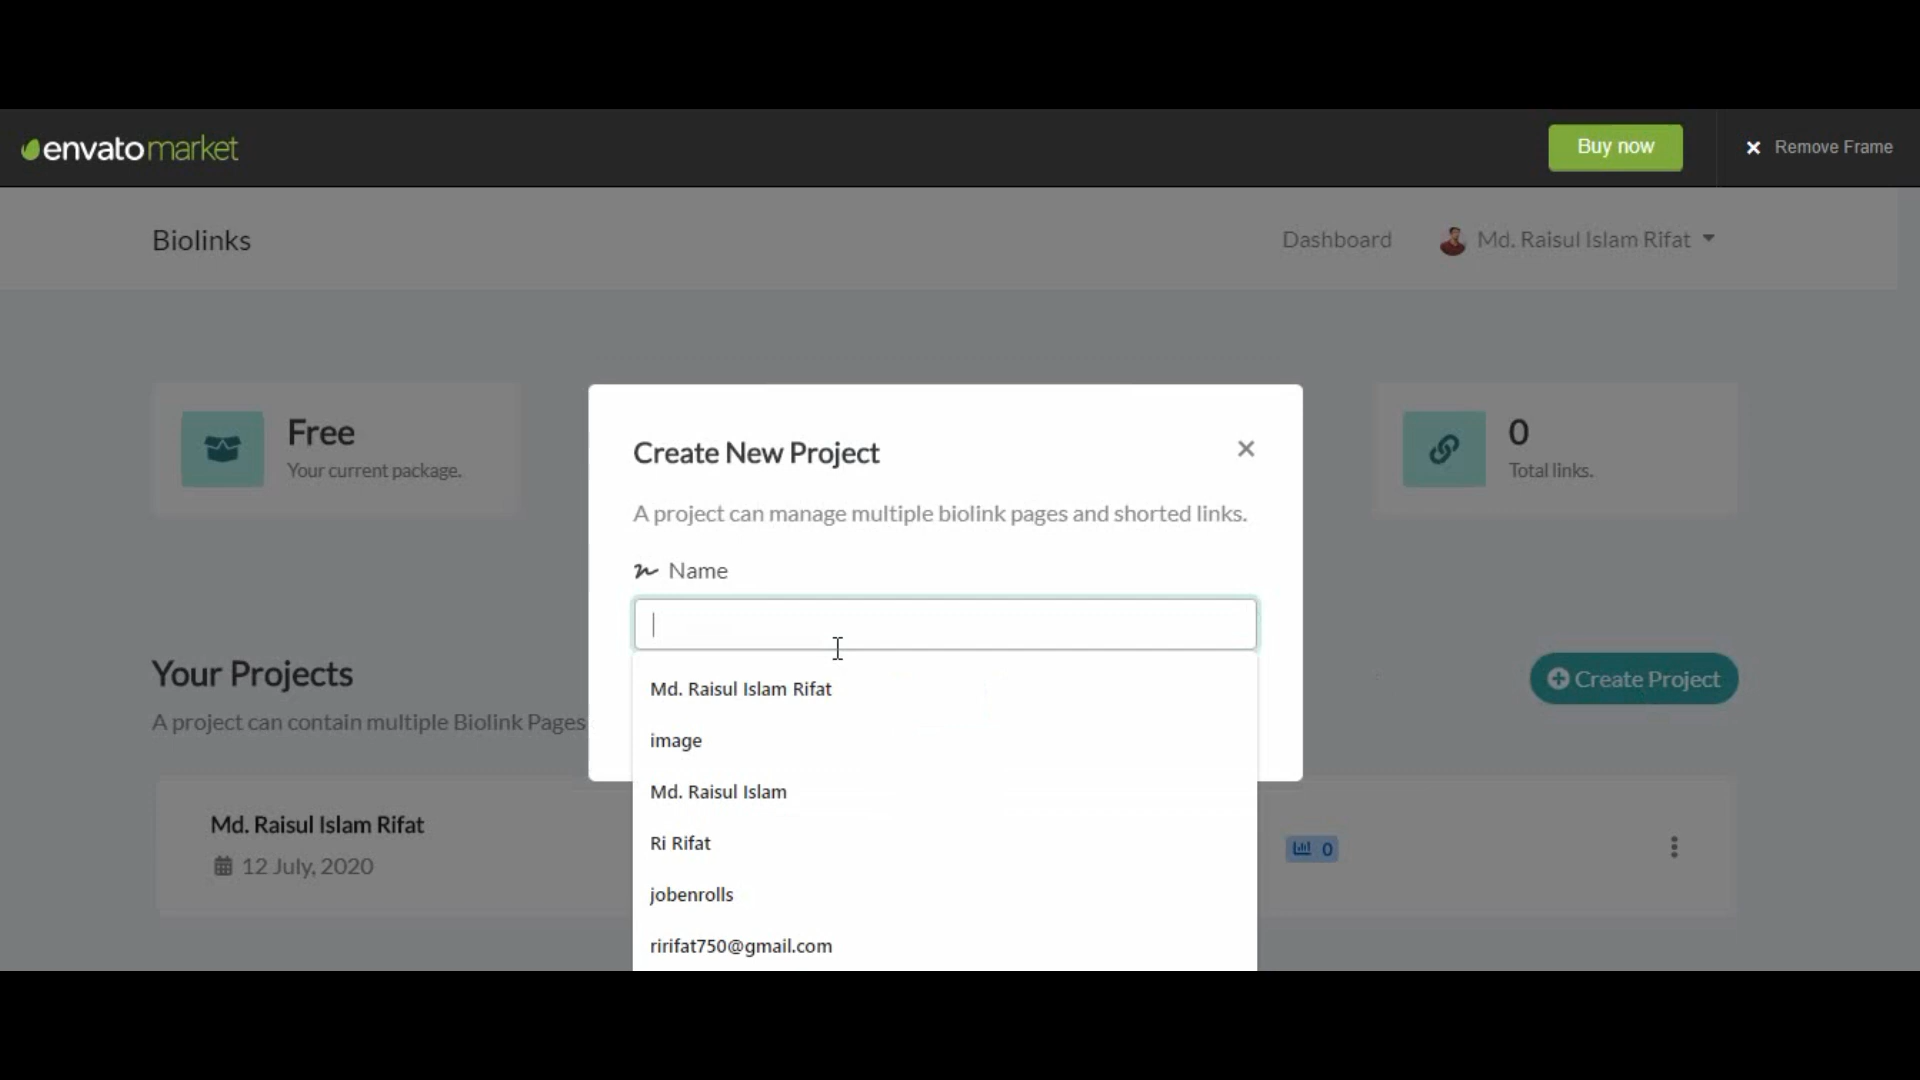 envatomarket
Buy now
Remove Frame
Biolinks
Dashboard
Md. Raisul Islam Rifat
Free
Your current package.
0
Total links.
Create New Project
A project can manage multiple biolink pages and shorted links.
Name
Md. Raisul Islam Rifat
image
Md. Raisul Islam
Ri Rifat
jobenrolls
ririfat750@gmail.com
Your Projects
A project can contain multiple Biolink Pages
Create Project
Md. Raisul Islam Rifat
12 July, 2020
0